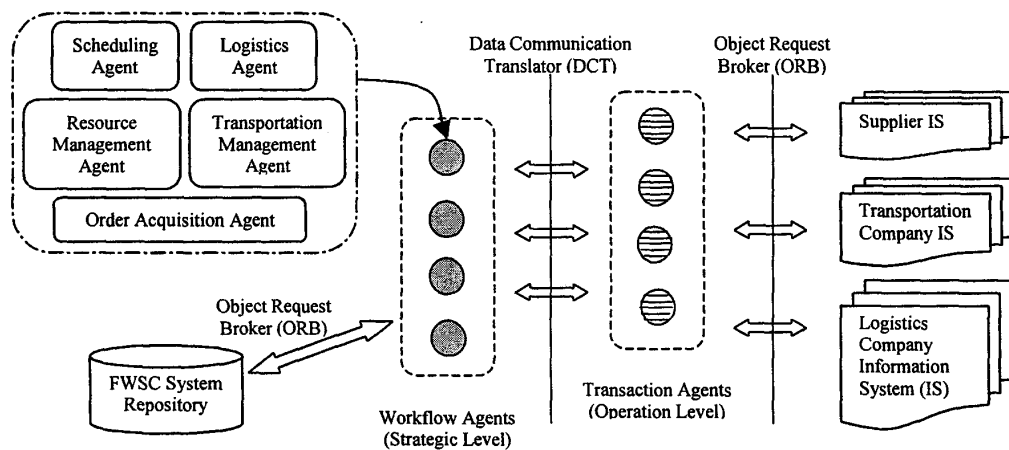 Scheduling
Agent
Logistics
Agent
Resource
Management
Agent
Transportation
Management
Agent
Order Acquisition Agent
Object Request
Broker (ORB)
FWSC System
Repository
Workflow Agents
(Strategic Level)
Data Communication
Translator (DCT)
Transaction Agents
(Operation Level)
Object Request
Broker (ORB)
Supplier IS
Transportation
Company IS
Logistics
Company
Information
System (IS)